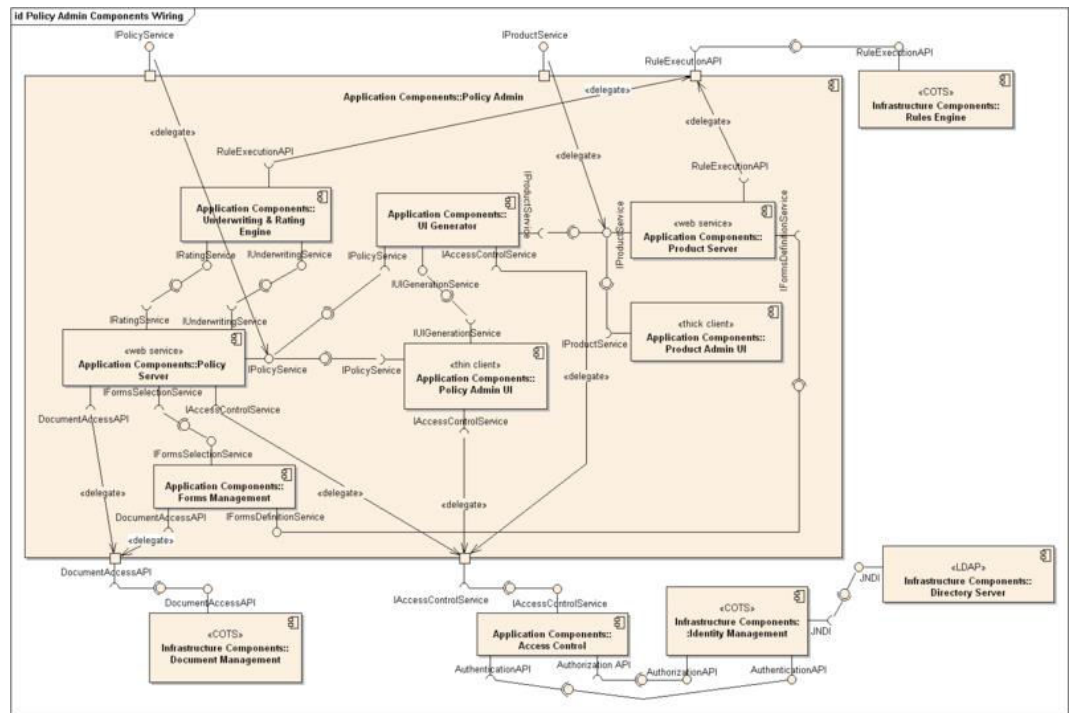 id Policy Admin Components Wiring
IPolicyService
IProductService
RuleExecutionAPI
RuleExecutionAPI
«COTS»
Infrastructure Components::
Rules Engine
Application Components::Policy Admin
«delegate»
«delegate»
«delegate»
«delegate»
RuleExecutionAPI
RuleExecutionAPI
Application Components::
Underwriting & Rating
Engine
Application Components::
UI Generator
IProductService
IProductService
«web service»
Application Components::
Product Server
IFormsDefinitionService
IRatingService
IUnderwritingService
IPolicyService
IAccessControlService
IUIGenerationService
IRatingService
IUnderwritingService
IUIGenerationService
«thick client»
Application Components::
Product Admin UI
IProductService
«web service»
Application Components::Policy
Server
IPolicyService
IPolicyService
«thin client»
Application Components::
Policy Admin UI
«delegate»
IFormsSelectionService
IAccessControlService
DocumentAccessAPI
IAccessControlService
IFormsSelectionService
Application Components::
Forms Management
«delegate»
«delegate»
«delegate»
DocumentAccessAPI
IFormsDefinitionService
«delegate»
DocumentAccessAPI
DocumentAccessAPI
«COTS»
Infrastructure Components::
Document Management
IAccessControlService
IAccessControlService
Application Components::
Access Control
AuthenticationAPI
Authorization API
«COTS»
Infrastructure Components:
:Identity Management
AuthorizationAPI
AuthenticationAPI
JNDI
JNDI
«LDAP»
Infrastructure Components::
Directory Server